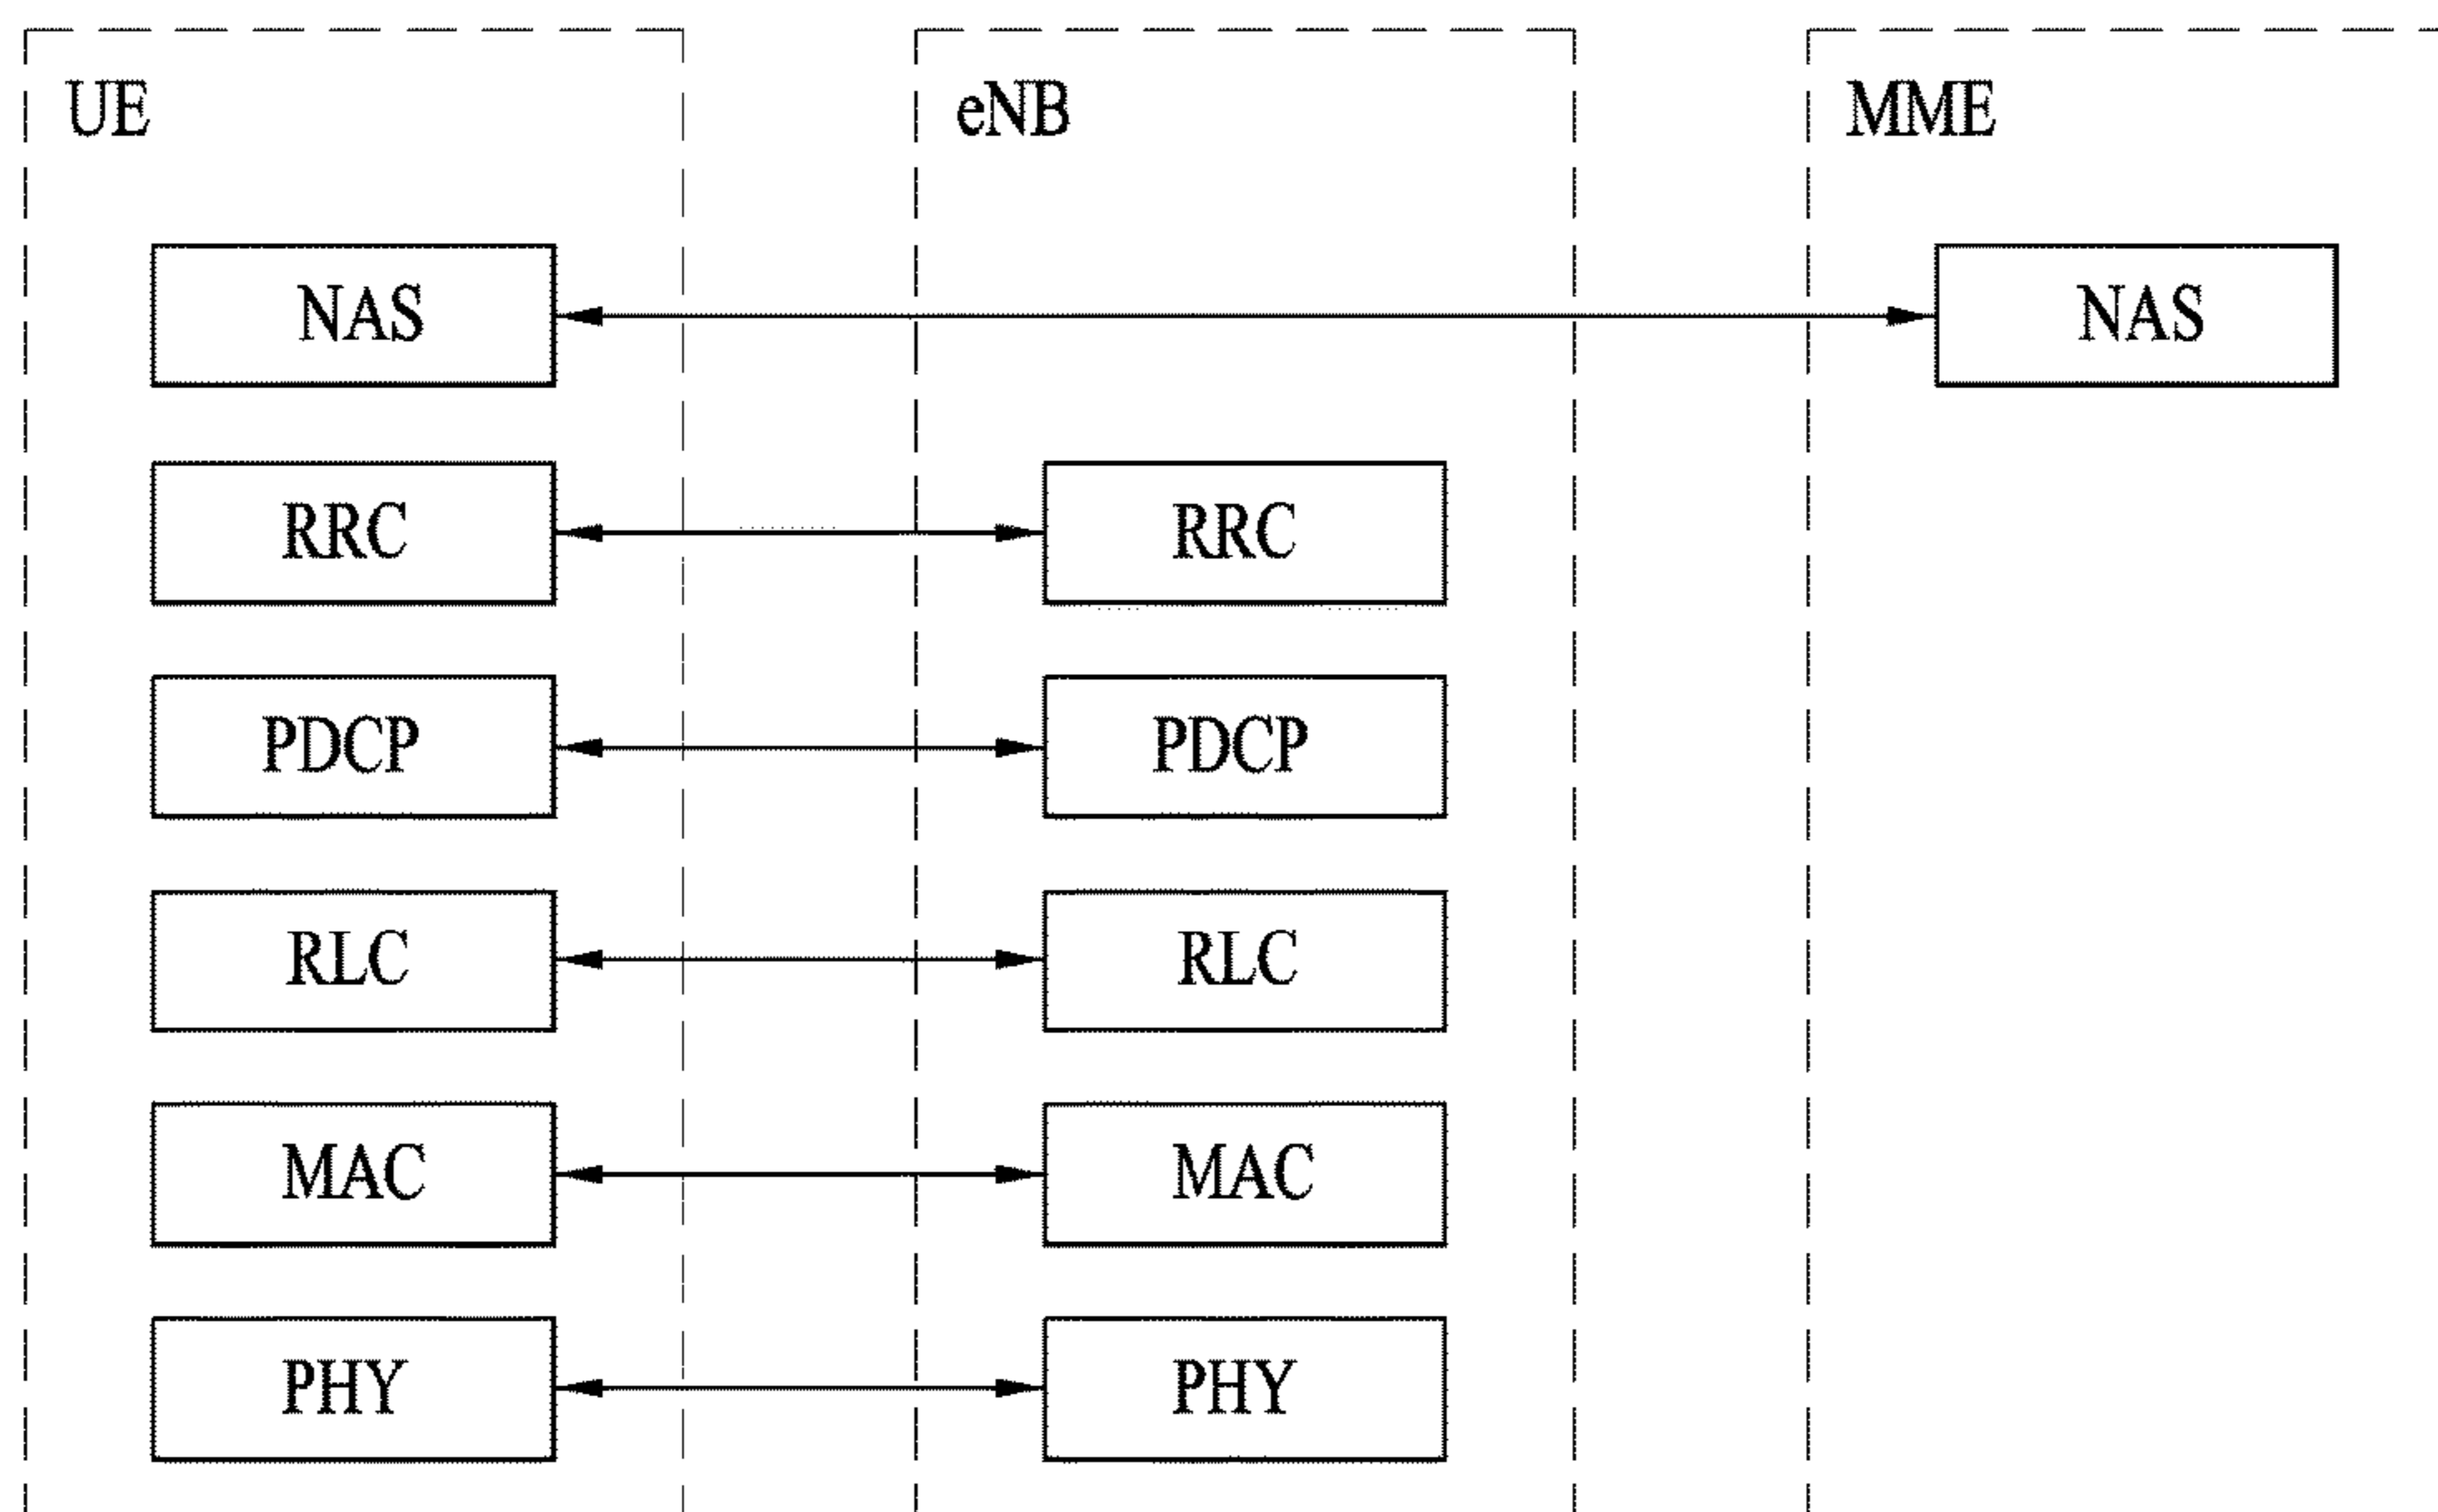 UE eNB MME
NAS NAS
RRC RRC
PDCP PDCP
RLC RLC
MAC MAC
PHY PHY